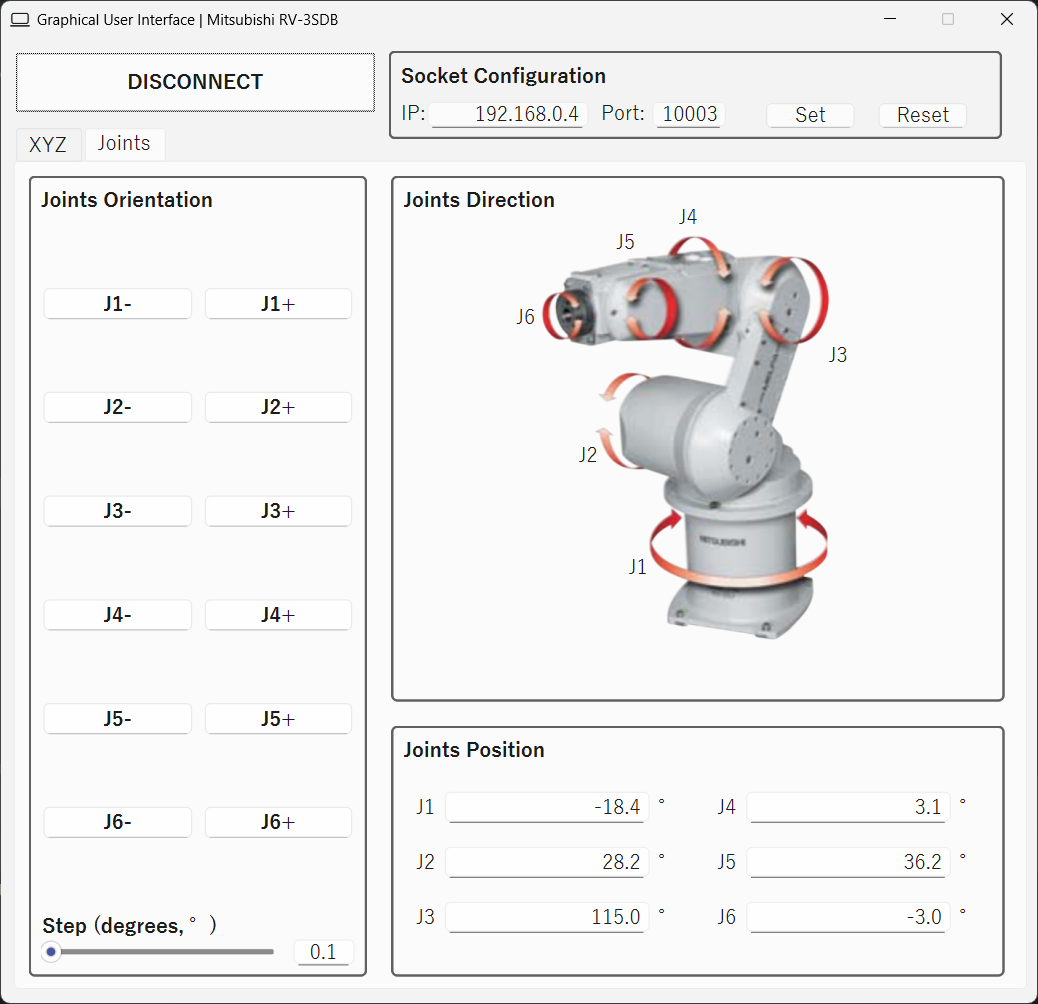 Graphical User Interface | Mitsubishi RV-3SDB
DISCONNECT
Socket Configuration
IP: 192.168.0.4 Port: 10003 Set Reset
XYZ Joints
Joints Orientation
J1- J1+
J2- J2+
J3- J3+
J4- J4+
J5- J5+
J6- J6+
Step (degrees, ° )
0.1
Joints Direction
J4
J5
J6
J3
J2
MITSUBISHI
J1
Joints Position
J1 -18.4 ° J4 3.1 °
J2 28.2 ° J5 36.2 °
J3 115.0 ° J6 -3.0 °